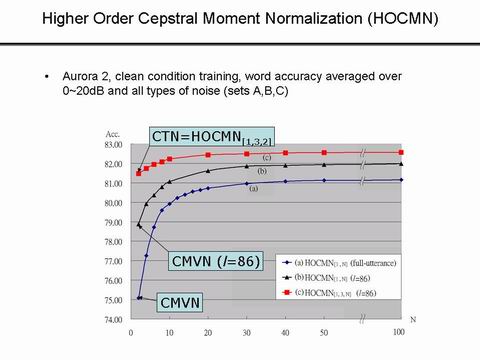 Higher Order Cepstral Moment Normalization (HOCMN)
• Aurora 2, clean condition training, word accuracy averaged over
0~20dB and all types of noise (sets A,B,C)
Acc.
CTN=HOCMN[1,3,2]
83.00
82.00
81.00
80.00
79.00
78.00
77.00
76.00
75.00
74.00
(c)
(b)
(a)
CMVN (l=86)
CMVN
(a) HOCMN[1,N] (full-utterance)
(b) HOCMN[1,N] (l=86)
(c) HOCMN[1,3,N] (l=86)
0 10 20 30 40 50 100 N